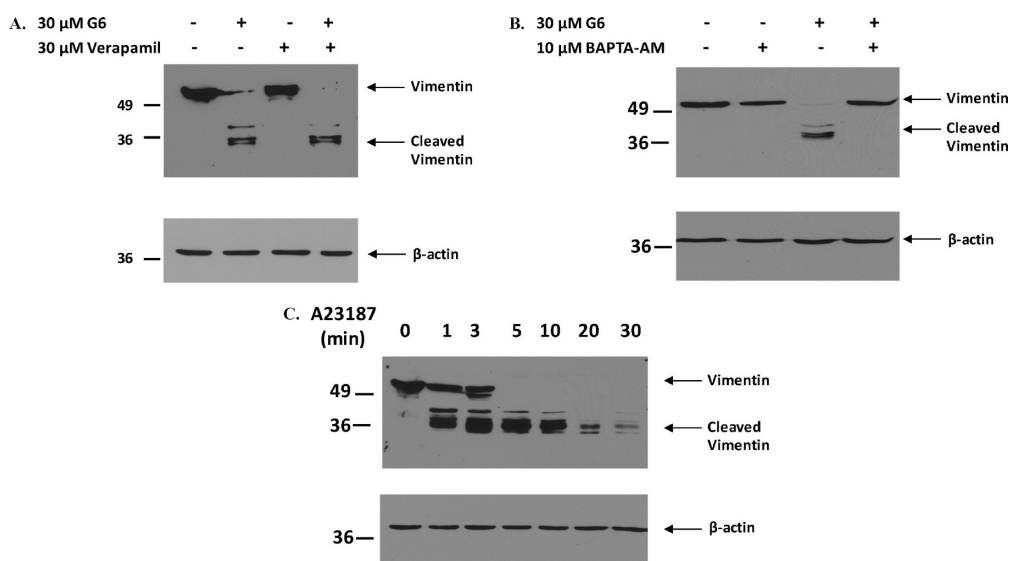 A. 30 µM G6 - + - +
30 µM Verapamil - - + +
Vimentin
49
36
Cleaved
Vimentin
36
β-actin
B. 30 µM G6 - - + +
10 µM BAPTA-AM - + - +
Vimentin
49
Cleaved
Vimentin
36
36
β-actin
C. A23187 0 1 3 5 10 20 30
(min)
Vimentin
49
36
Cleaved
Vimentin
36
β-actin